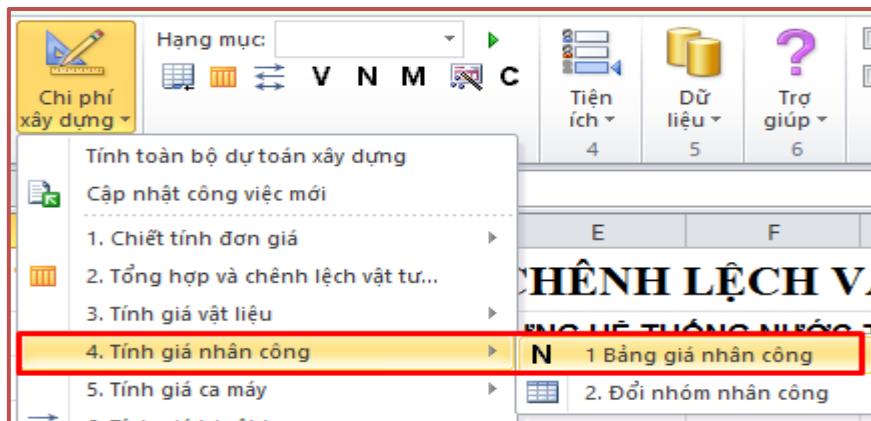 Hạng mục:
V N M C
Chi phí
xây dựng
Tiện
ích
Dữ
liệu
Trợ
giúp
4 5 6
Tính toàn bộ dự toán xây dựng
Cập nhật công việc mới
1. Chiết tính đơn giá
E F
2. Tổng hợp và chênh lệch vật tư...
CHÊNH LỆCH
3. Tính giá vật liệu
HỆ THỐNG NƯỚC
4. Tính giá nhân công
N 1 Bảng giá nhân công
5. Tính giá ca máy
2. Đổi nhóm nhân công